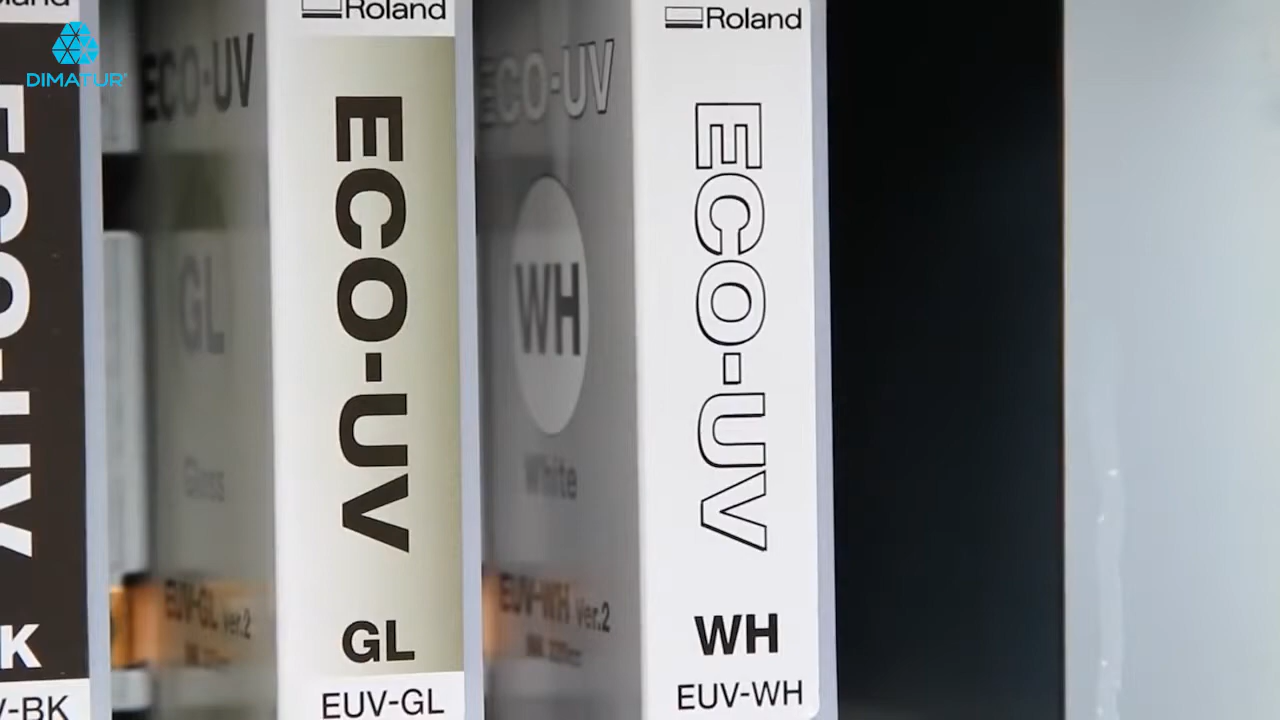 DIMATUR
ECO-UV
K
V-BK
ECO-UV
GL
Gloss
EUV-GL ver.2
Roland
ECO-UV
GL
EUV-GL
ECO-UV
WH
White
EUV-WH ver.2
Roland
ECO-UV
WH
EUV-WH